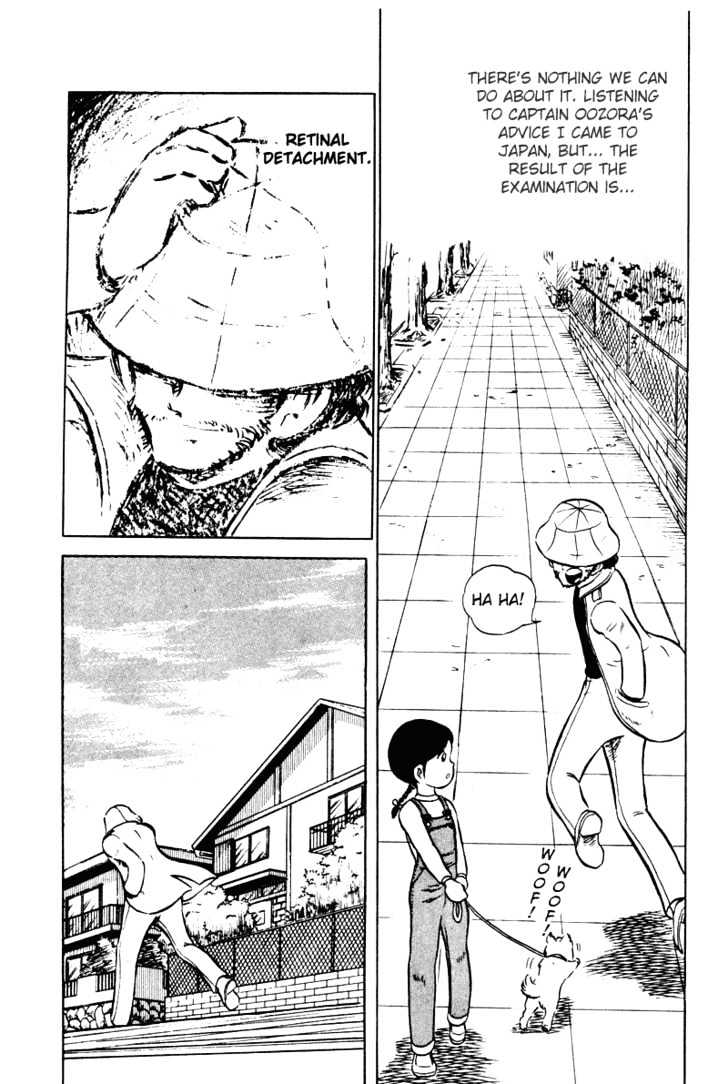 THERE'S NOTHING WE CAN
DO ABOUT IT. LISTENING
TO CAPTAIN OOZORA'S
ADVICE I CAME TO
JAPAN, BUT... THE
RESULT OF THE
EXAMINATION IS...
HA HA!
WOOF!
WOOF!
RETINAL
DETACHMENT.